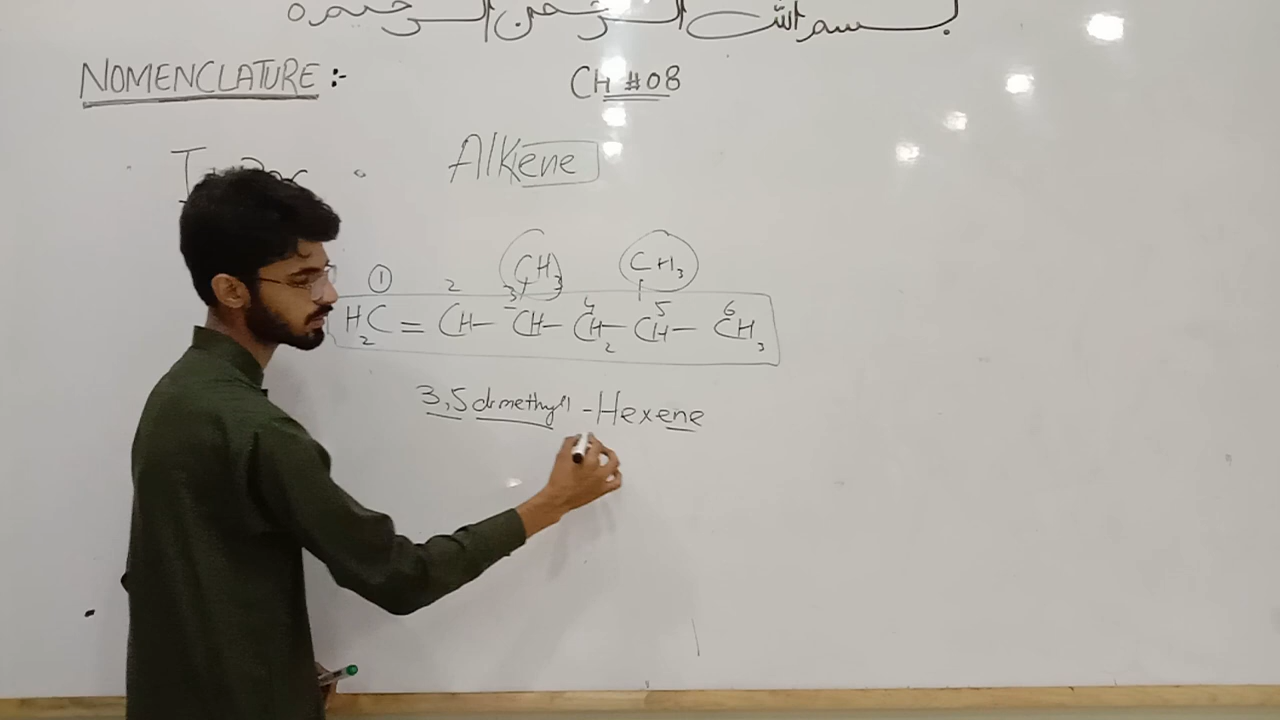 بسم الله الرحمن الرحيم
NOMENCLATURE :- CH #08
Alkene
CH3 CH3
1 2 3 4 5 6
H2C = CH - CH - CH2 - CH - CH3
3,5 dimethyl - Hexene